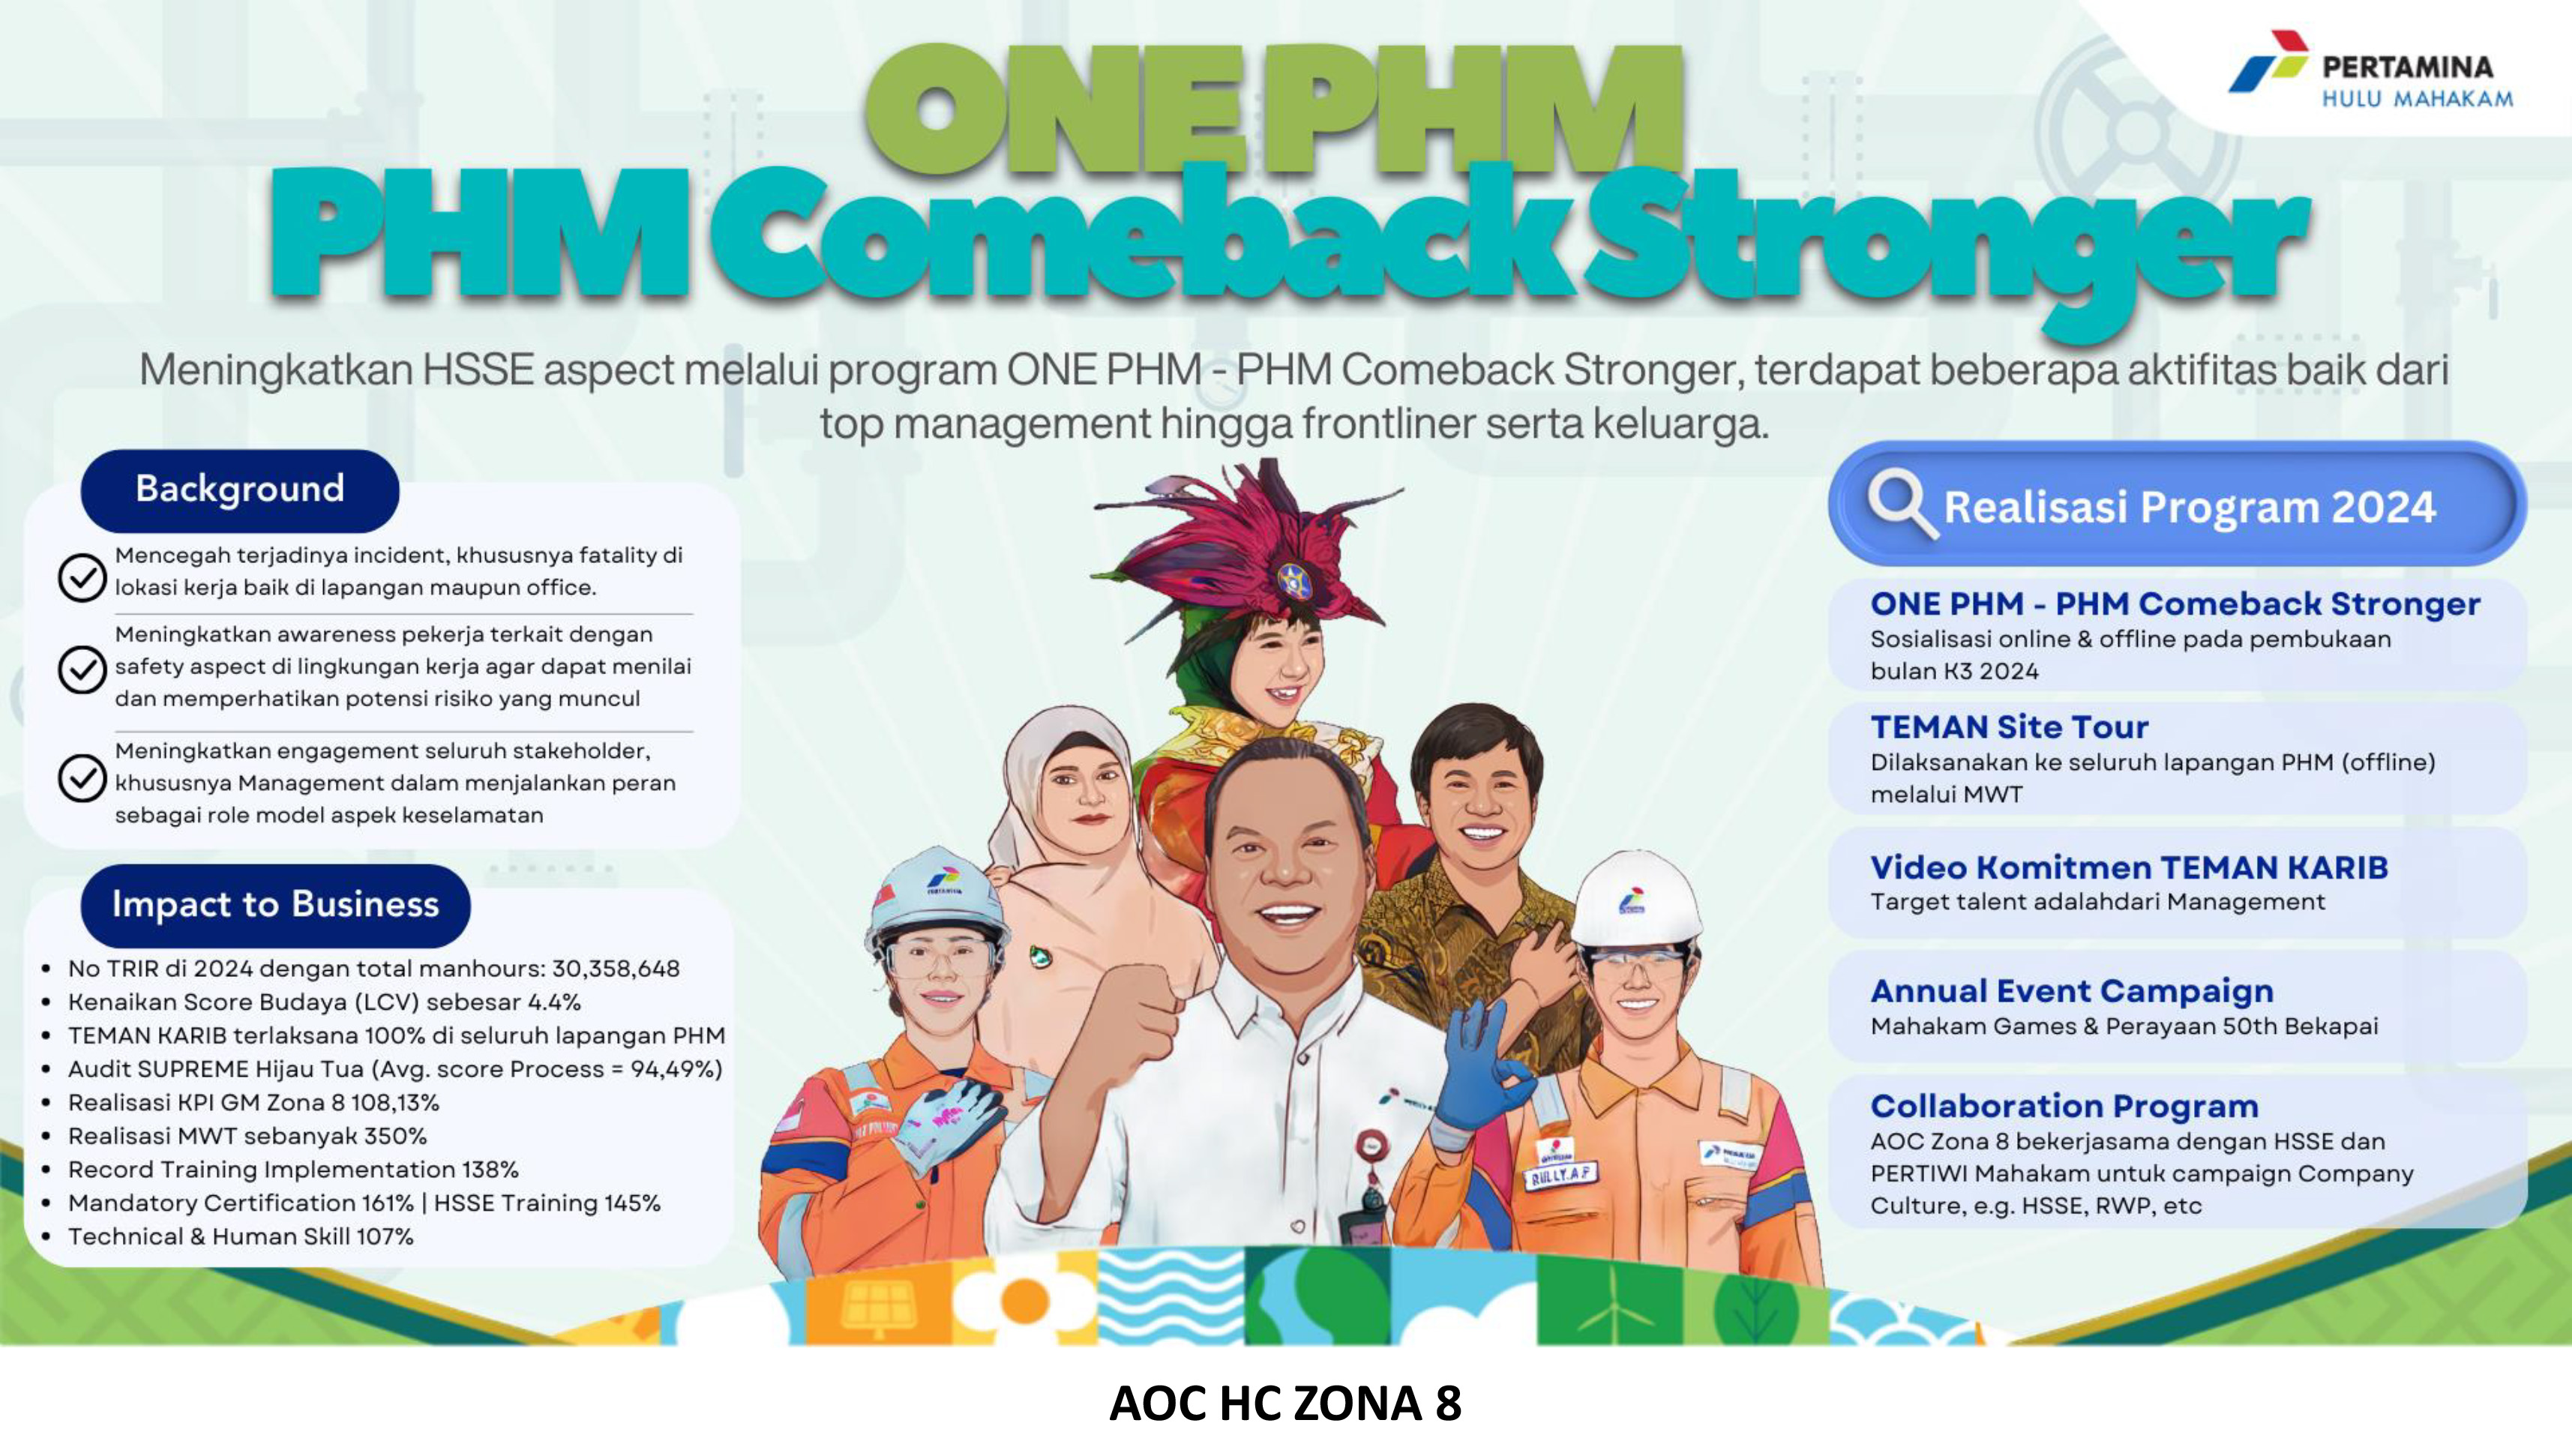 ONE PHM
PHM Comeback Stronger
PERTAMINA
HULU MAHAKAM
Meningkatkan HSSE aspect melalui program ONE PHM - PHM Comeback Stronger, terdapat beberapa aktifitas baik dari
top management hingga frontliner serta keluarga.
Background
Mencegah terjadinya incident, khususnya fatality di
lokasi kerja baik di lapangan maupun office.
Meningkatkan awareness pekerja terkait dengan
safety aspect di lingkungan kerja agar dapat menilai
dan memperhatikan potensi risiko yang muncul
Meningkatkan engagement seluruh stakeholder,
khususnya Management dalam menjalankan peran
sebagai role model aspek keselamatan
Impact to Business
• No TRIR di 2024 dengan total manhours: 30,358,648
• Kenaikan Score Budaya (LCV) sebesar 4.4%
• TEMAN KARIB terlaksana 100% di seluruh lapangan PHM
• Audit SUPREME Hijau Tua (Avg. score Process = 94,49%)
• Realisasi KPI GM Zona 8 108,13%
• Realisasi MWT sebanyak 350%
• Record Training Implementation 138%
• Mandatory Certification 161% | HSSE Training 145%
• Technical & Human Skill 107%
Realisasi Program 2024
ONE PHM - PHM Comeback Stronger
Sosialisasi online & offline pada pembukaan
bulan K3 2024
TEMAN Site Tour
Dilaksanakan ke seluruh lapangan PHM (offline)
melalui MWT
Video Komitmen TEMAN KARIB
Target talent adalahdari Management
Annual Event Campaign
Mahakam Games & Perayaan 50th Bekapai
Collaboration Program
AOC Zona 8 bekerjasama dengan HSSE dan
PERTIWI Mahakam untuk campaign Company
Culture, e.g. HSSE, RWP, etc
RULLY.A.P
AOC HC ZONA 8